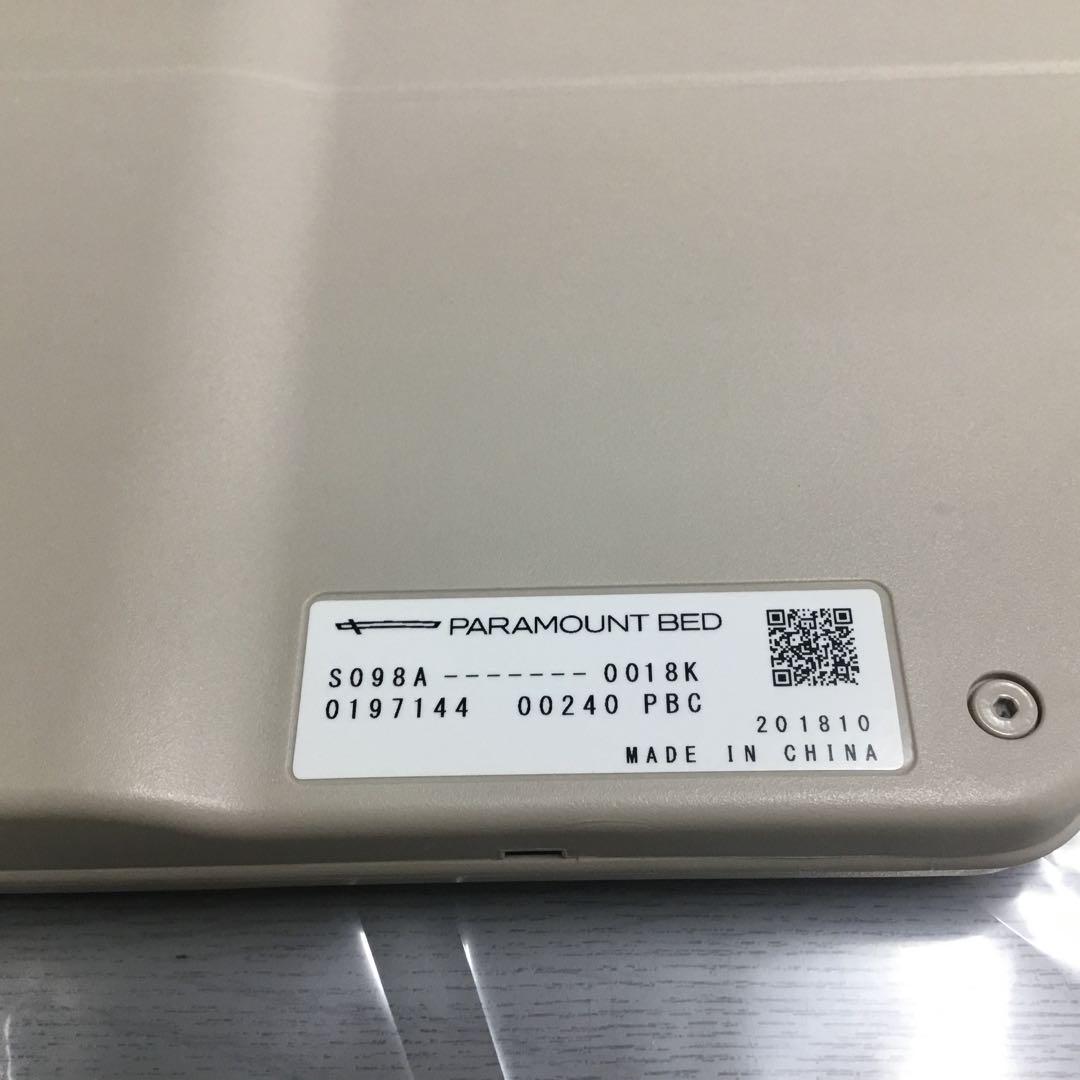 PARAMOUNT BED
S098A ------- 0018K
0197144 00240 PBC
201810
MADE IN CHINA